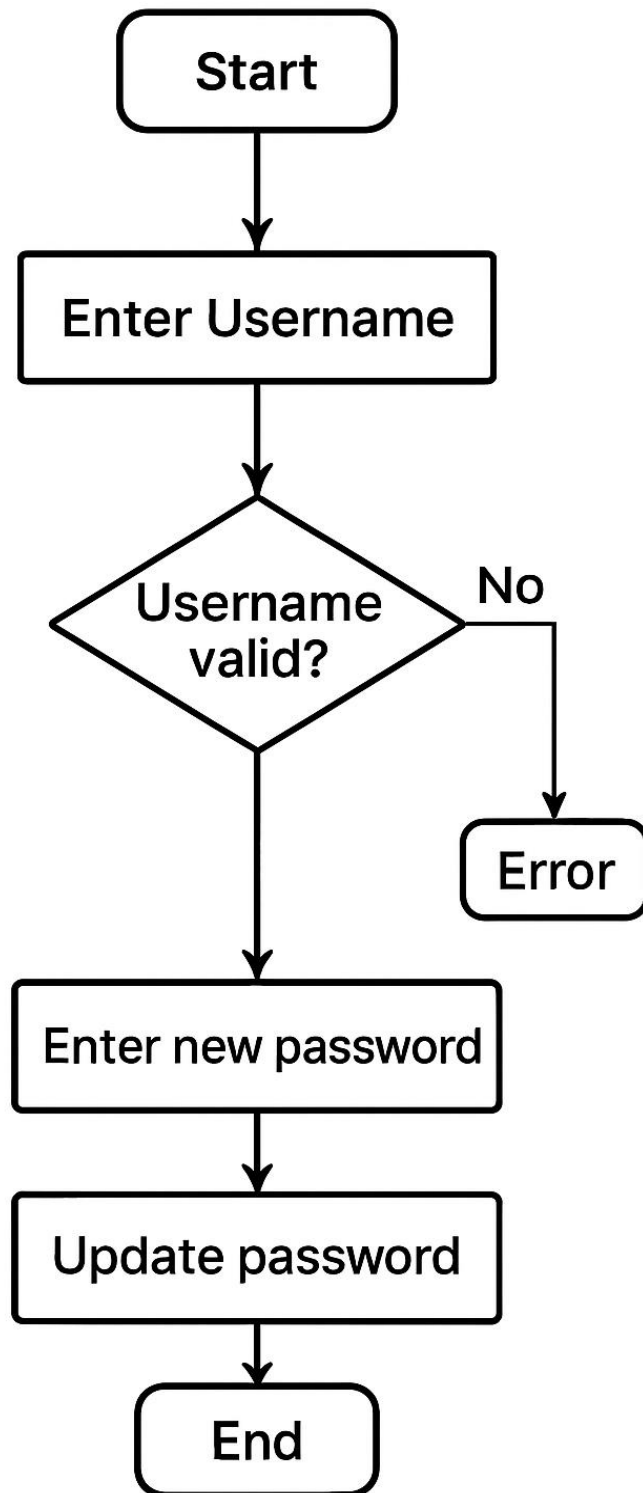 Start
Enter Username
Username
valid?
No
Error
Enter new password
Update password
End